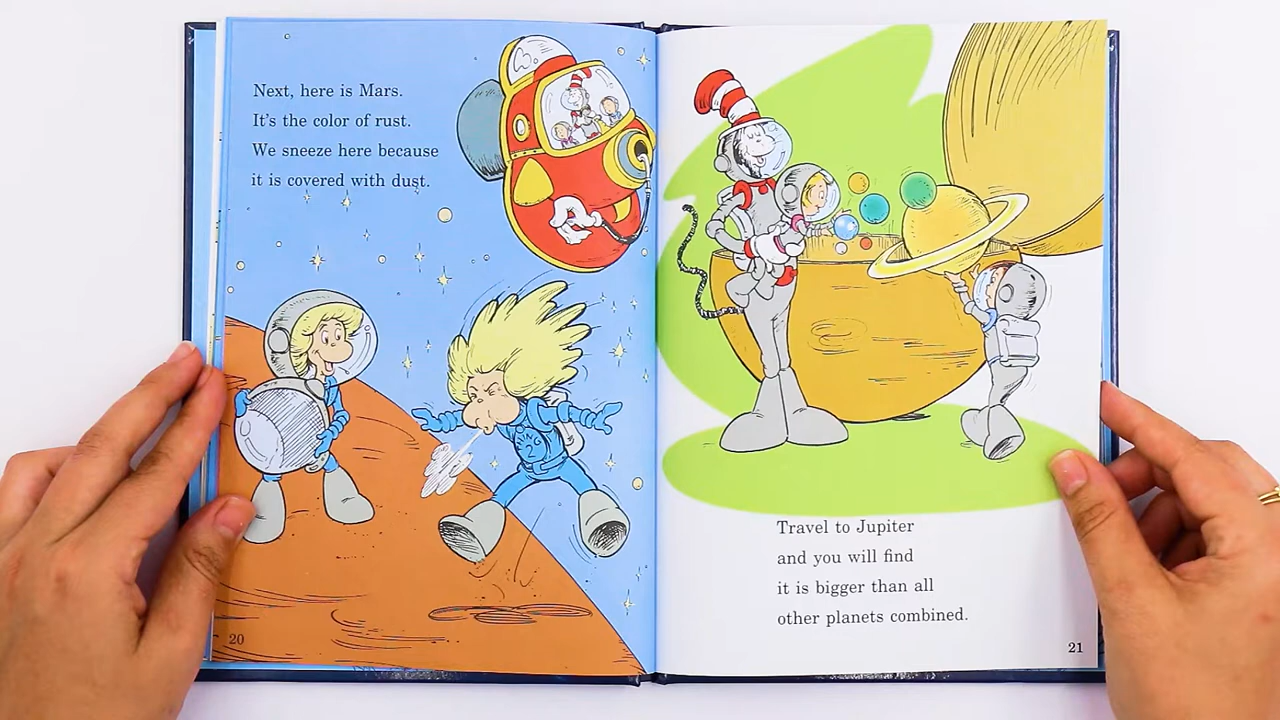 Next, here is Mars.
It's the color of rust.
We sneeze here because
it is covered with dust.
20
Travel to Jupiter
and you will find
it is bigger than all
other planets combined.
21